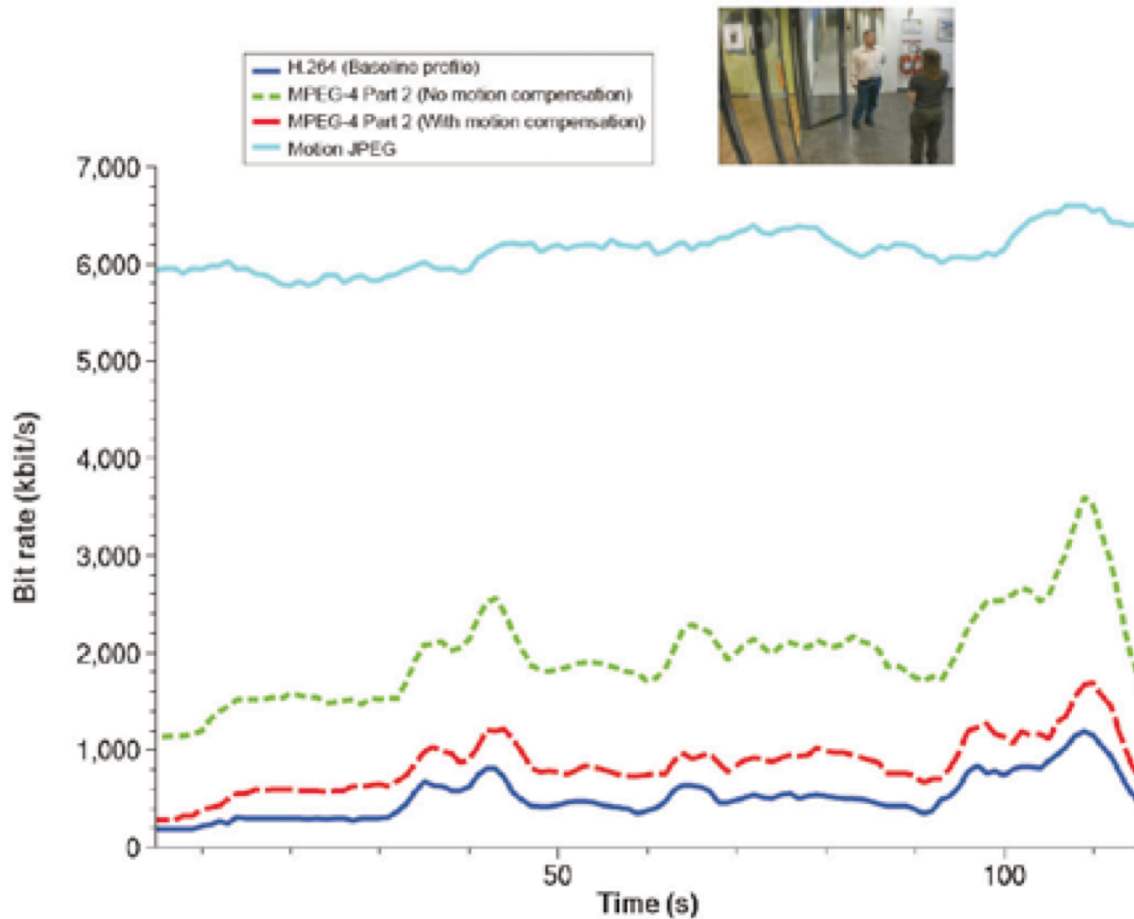 H.264 (Baselino profilo)
MPEG-4 Part 2 (No motion compensation)
MPEG-4 Part 2 (With motion compensation)
Motion JPEG
7,000
6,000
5,000
4,000
3,000
2,000
1,000
0
Bit rate (kbit/s)
50
100
Time (s)